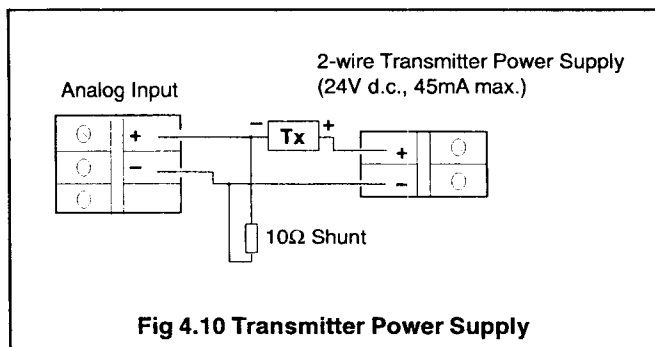 2-wire Transmitter Power Supply
(24V d.c., 45mA max.)
Analog Input
+
−
− Tx +
+
−
10Ω Shunt
Fig 4.10 Transmitter Power Supply